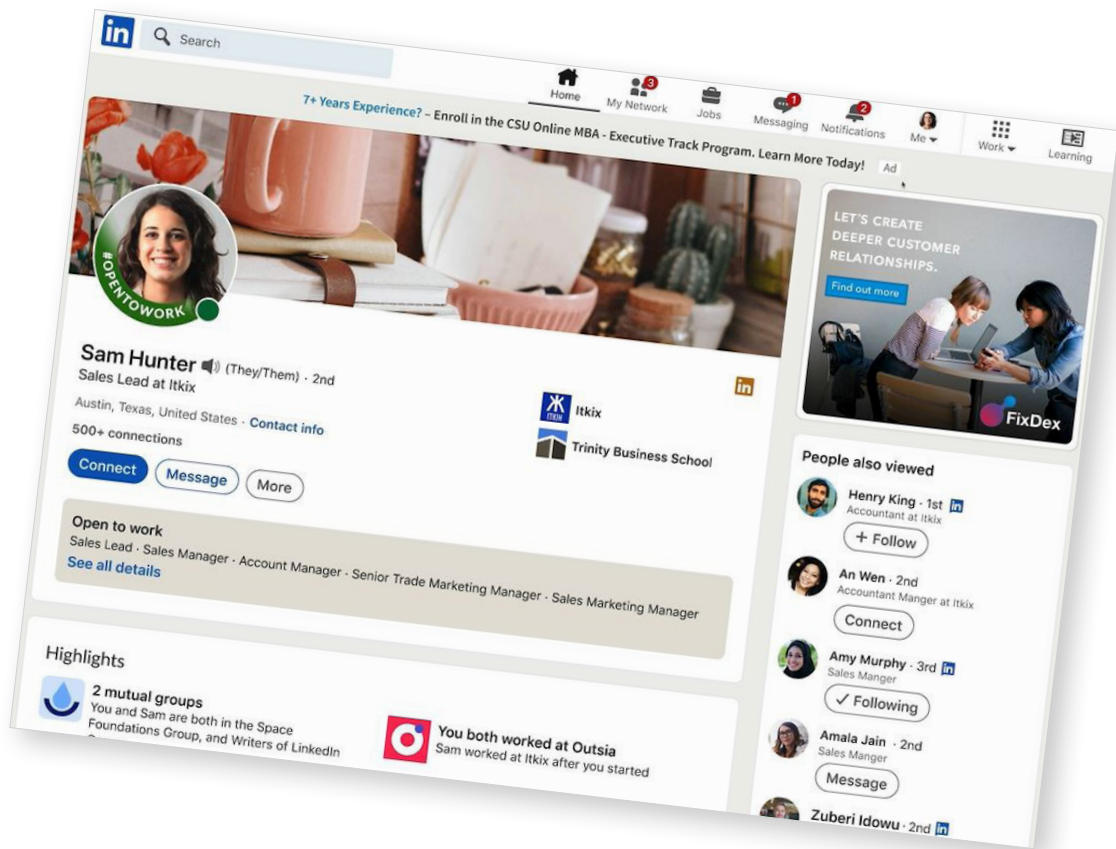 in
Search
Home
3
My Network
Jobs
1
Messaging
2
Notifications
Me
Work
Learning
7+ Years Experience? – Enroll in the CSU Online MBA - Executive Track Program. Learn More Today! Ad
#OPENTOWORK
Sam Hunter (They/Them) · 2nd
in
Sales Lead at Itkix
Austin, Texas, United States · Contact info
500+ connections
Connect
Message
More
ITKIX
Itkix
Trinity Business School
Open to work
Sales Lead · Sales Manager · Account Manager · Senior Trade Marketing Manager · Sales Marketing Manager
See all details
Highlights
2 mutual groups
You and Sam are both in the Space
Foundations Group, and Writers of LinkedIn
You both worked at Outsia
Sam worked at Itkix after you started
LET'S CREATE
DEEPER CUSTOMER
RELATIONSHIPS.
Find out more
FixDex
People also viewed
Henry King · 1st in
Accountant at Itkix
+ Follow
An Wen · 2nd
Accountant Manger at Itkix
Connect
Amy Murphy · 3rd in
Sales Manger
✓ Following
Amala Jain · 2nd
Sales Manger
Message
Zuberi Idowu · 2nd in